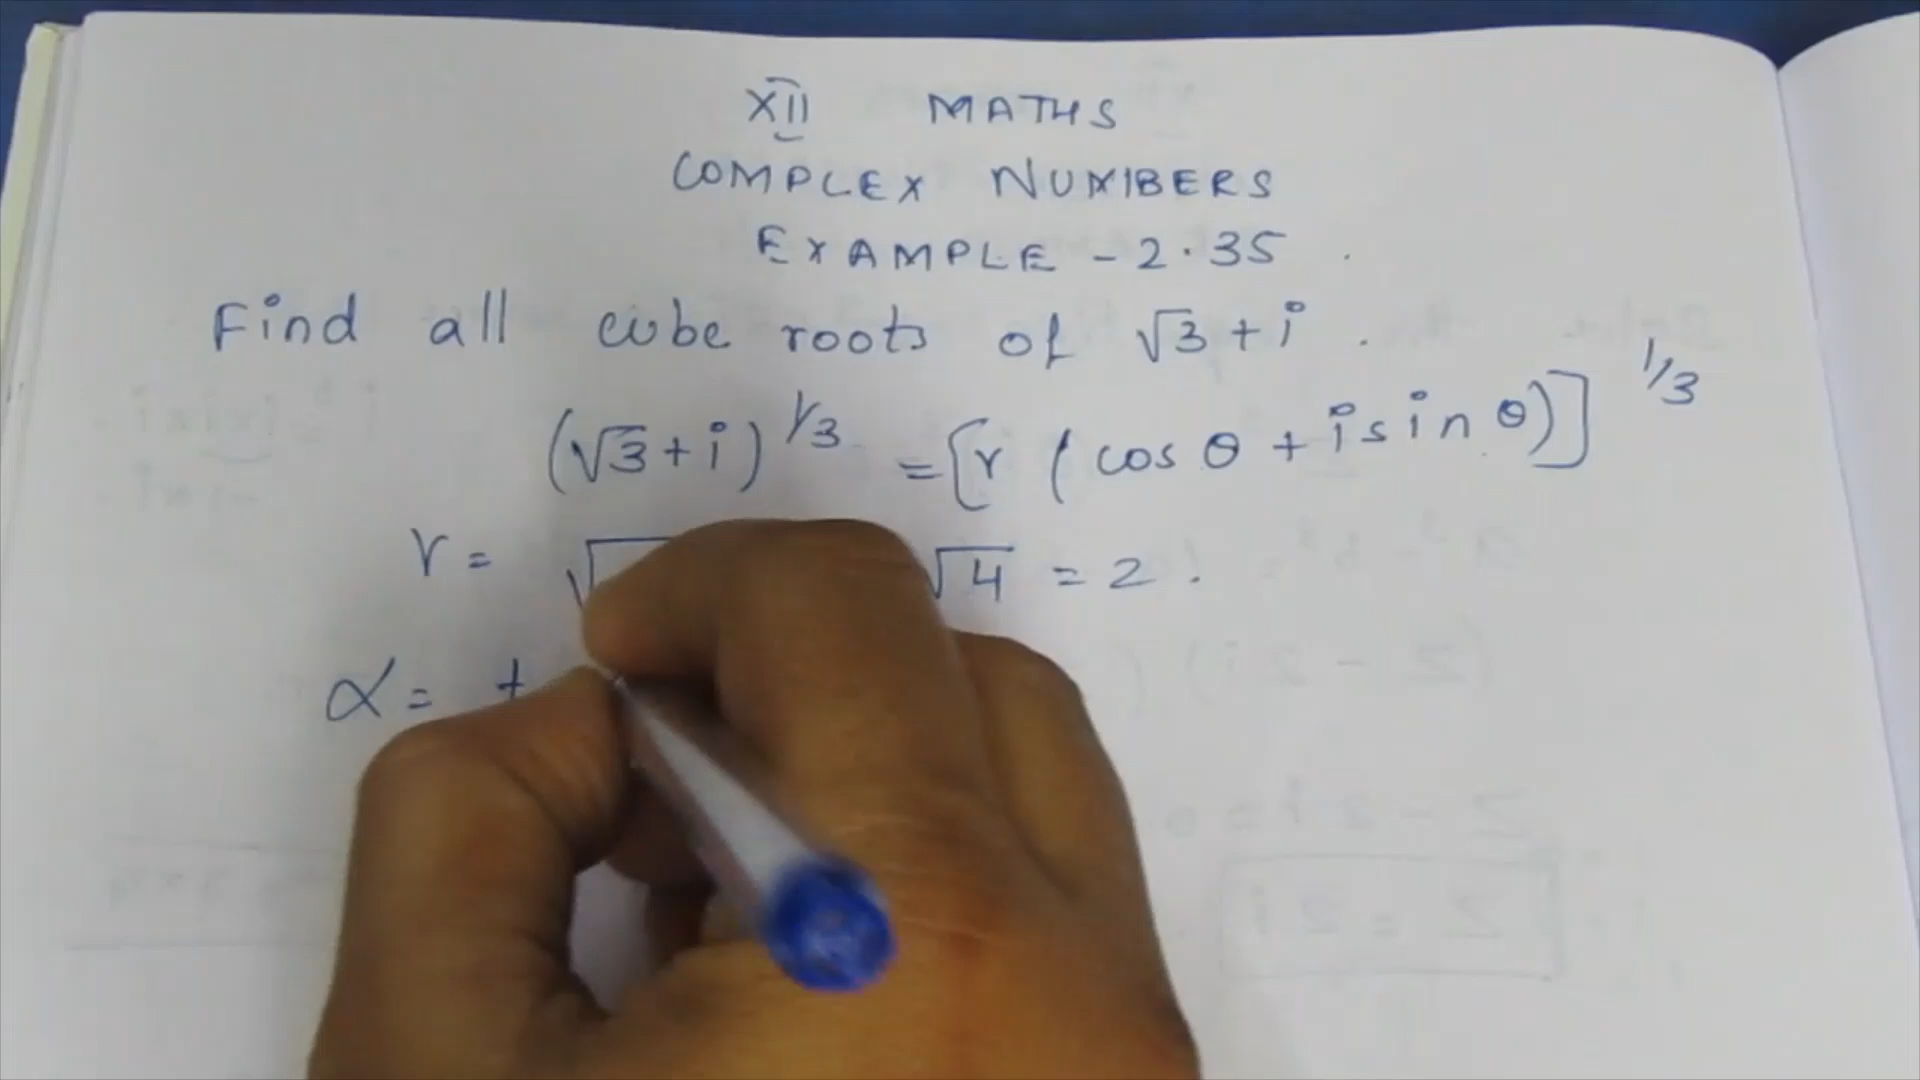 XII MATHS
COMPLEX NUMBERS
EXAMPLE - 2.35
Find all cube roots of √3 + i .
(√3 + i)^1/3 = [r (cos θ + i sin θ)]^1/3
r = √ √4 = 2 .
α = t